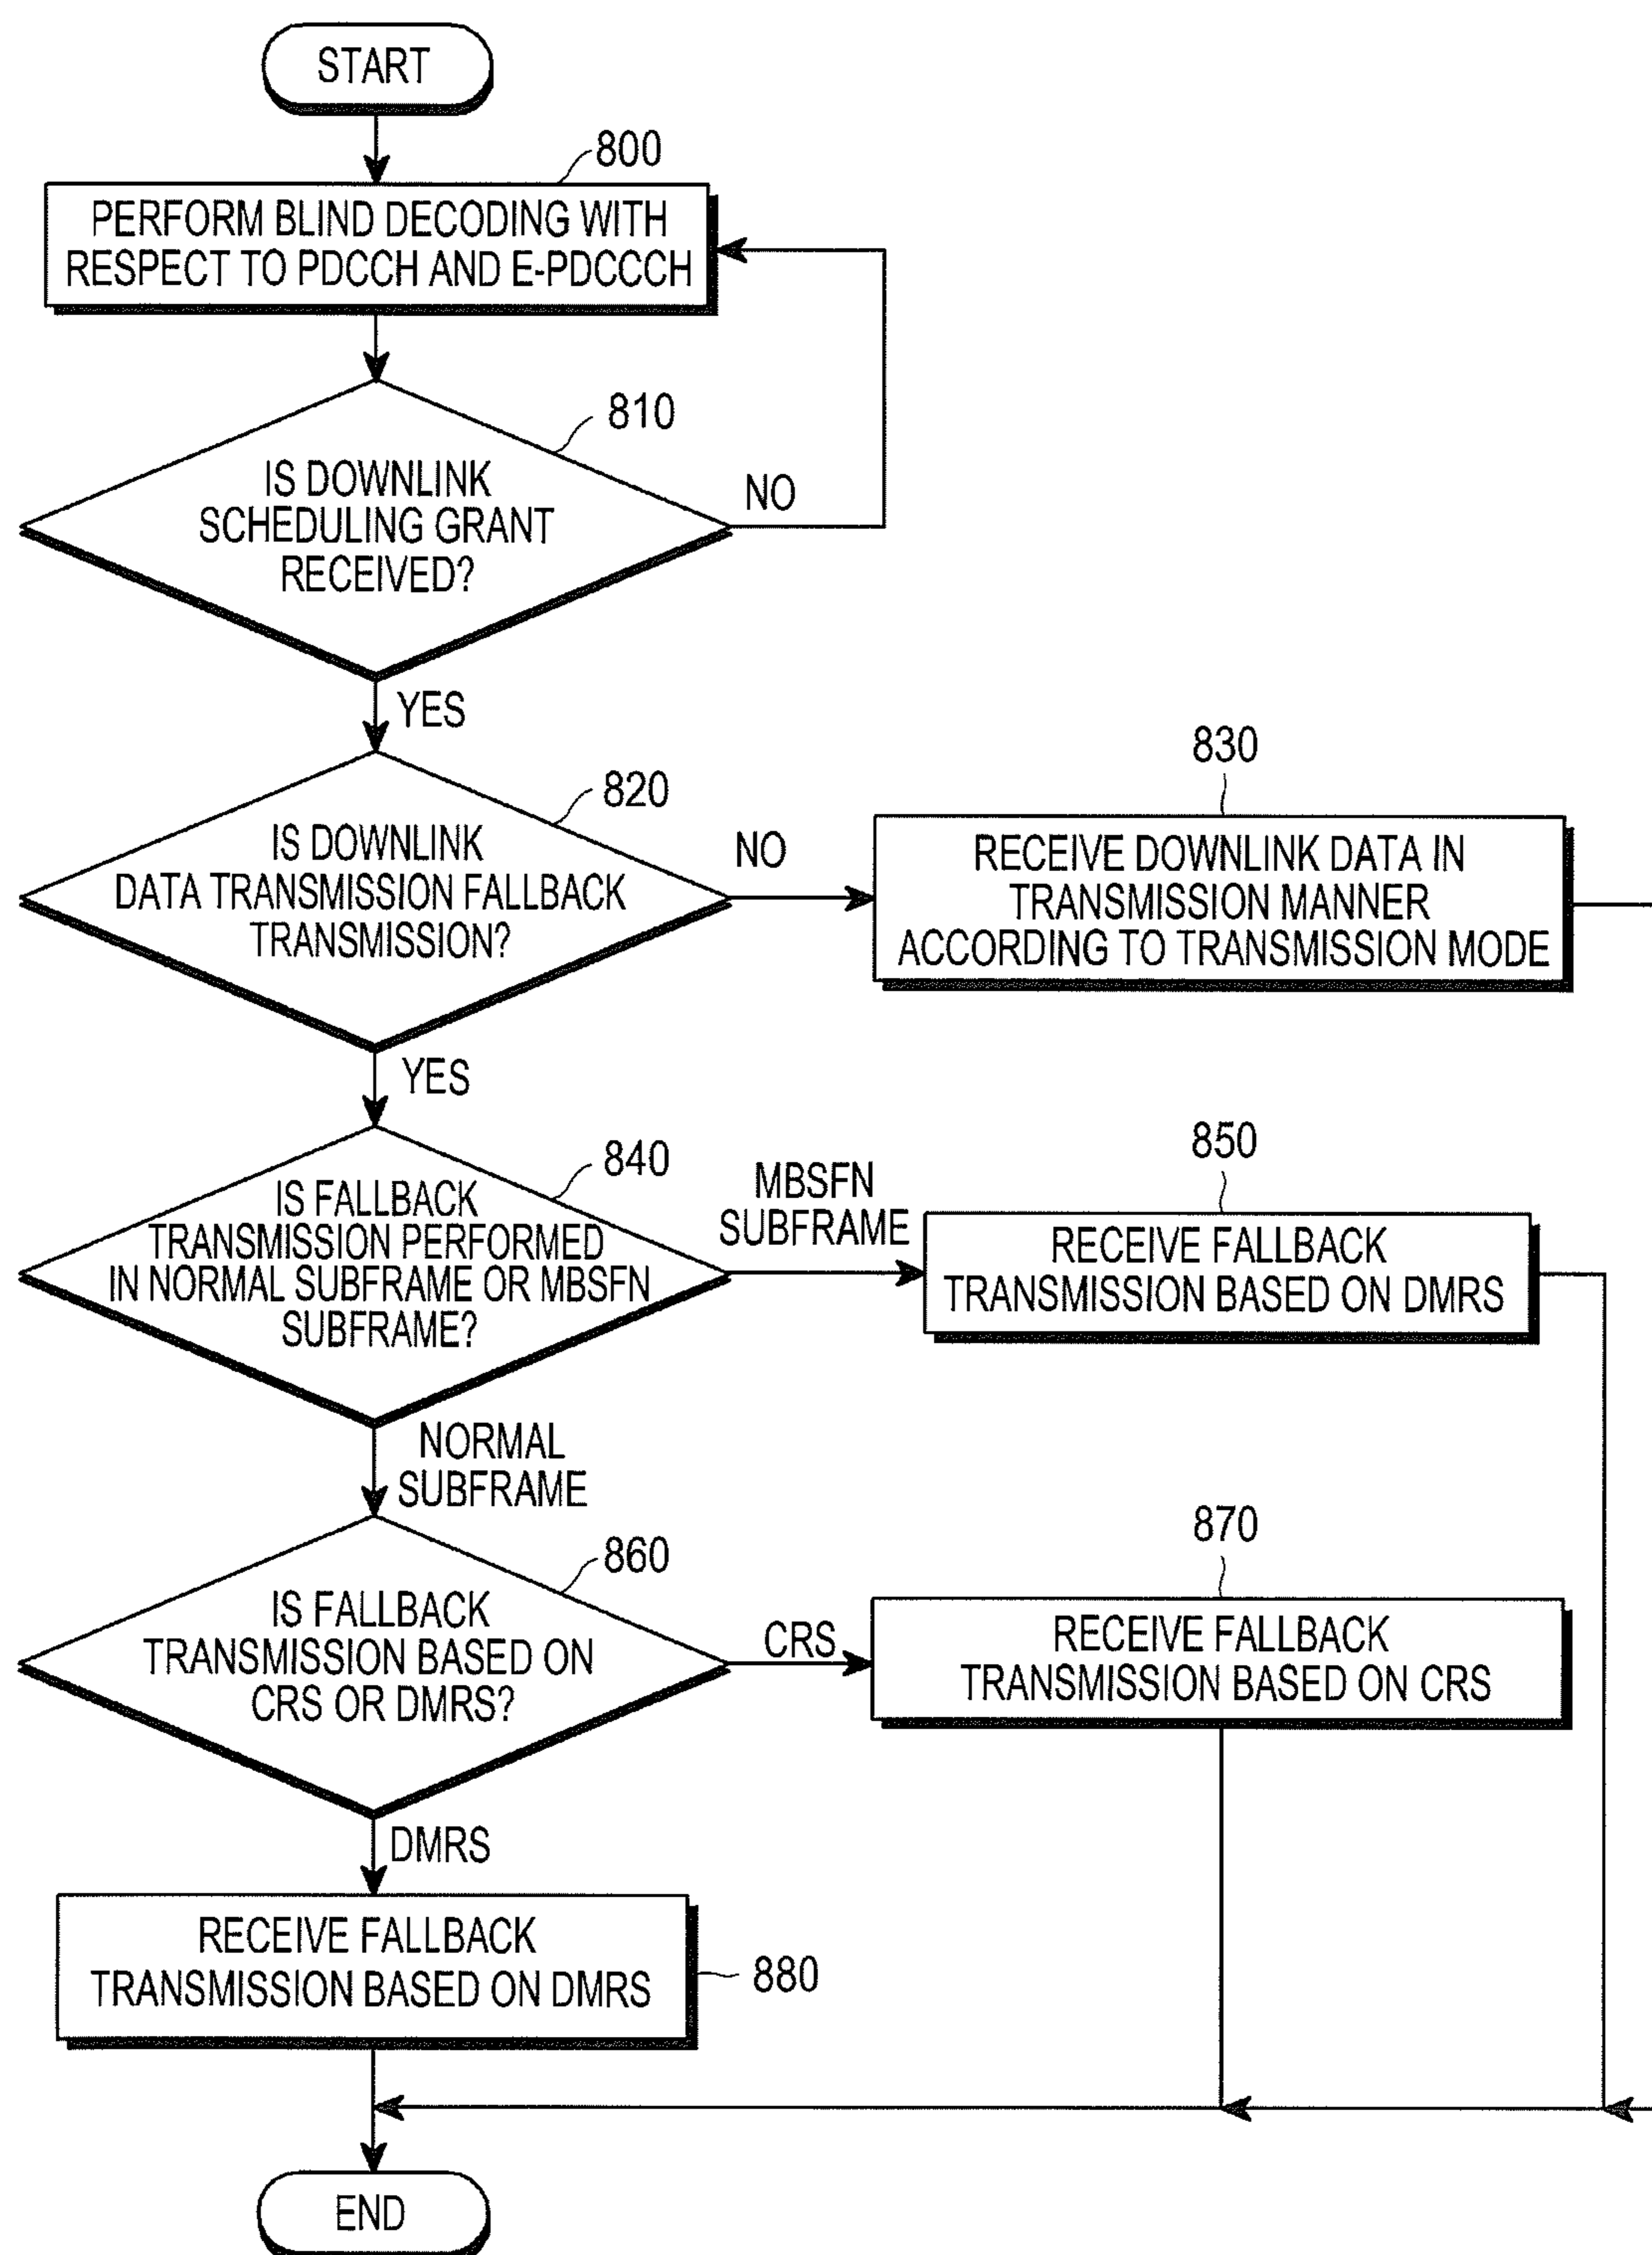 START
800
PERFORM BLIND DECODING WITH
RESPECT TO PDCCH AND E-PDCCCH
810
IS DOWNLINK
SCHEDULING GRANT
RECEIVED?
NO
YES
820
IS DOWNLINK
DATA TRANSMISSION FALLBACK
TRANSMISSION?
NO
830
RECEIVE DOWNLINK DATA IN
TRANSMISSION MANNER
ACCORDING TO TRANSMISSION MODE
YES
840
IS FALLBACK
TRANSMISSION PERFORMED
IN NORMAL SUBFRAME OR MBSFN
SUBFRAME?
MBSFN
SUBFRAME
850
RECEIVE FALLBACK
TRANSMISSION BASED ON DMRS
NORMAL
SUBFRAME
860
IS FALLBACK
TRANSMISSION BASED ON
CRS OR DMRS?
CRS
870
RECEIVE FALLBACK
TRANSMISSION BASED ON CRS
DMRS
RECEIVE FALLBACK
TRANSMISSION BASED ON DMRS
880
END